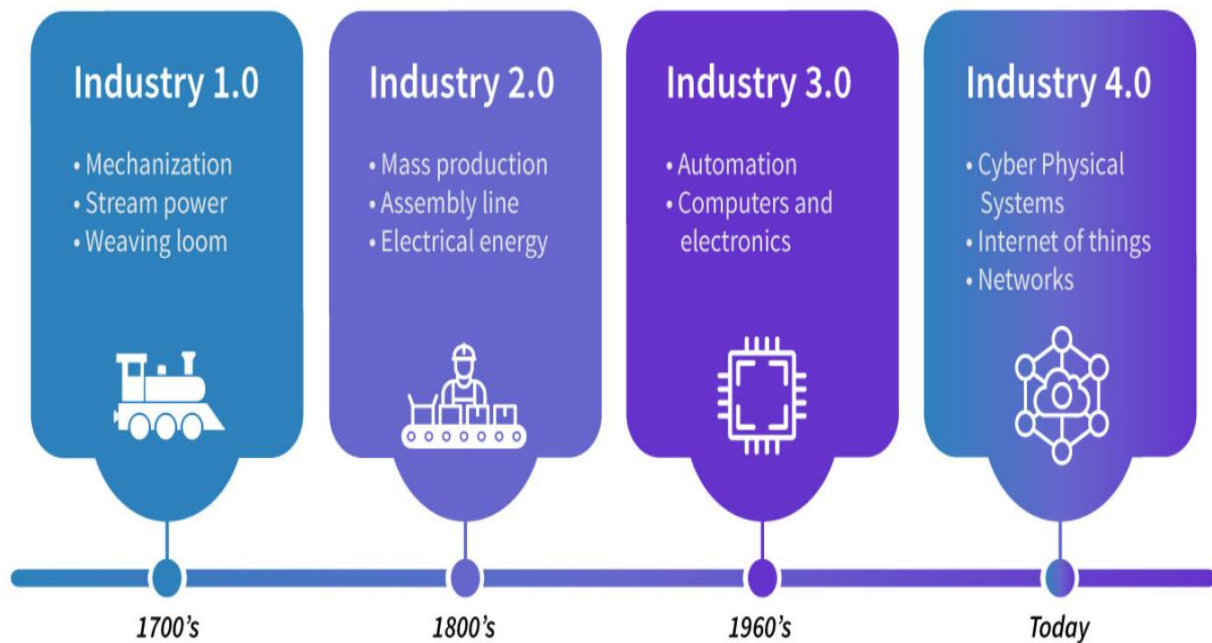 Industry 1.0
• Mechanization
• Stream power
• Weaving loom
Industry 2.0
• Mass production
• Assembly line
• Electrical energy
Industry 3.0
• Automation
• Computers and
electronics
Industry 4.0
• Cyber Physical
Systems
• Internet of things
• Networks
1700's
1800's
1960's
Today